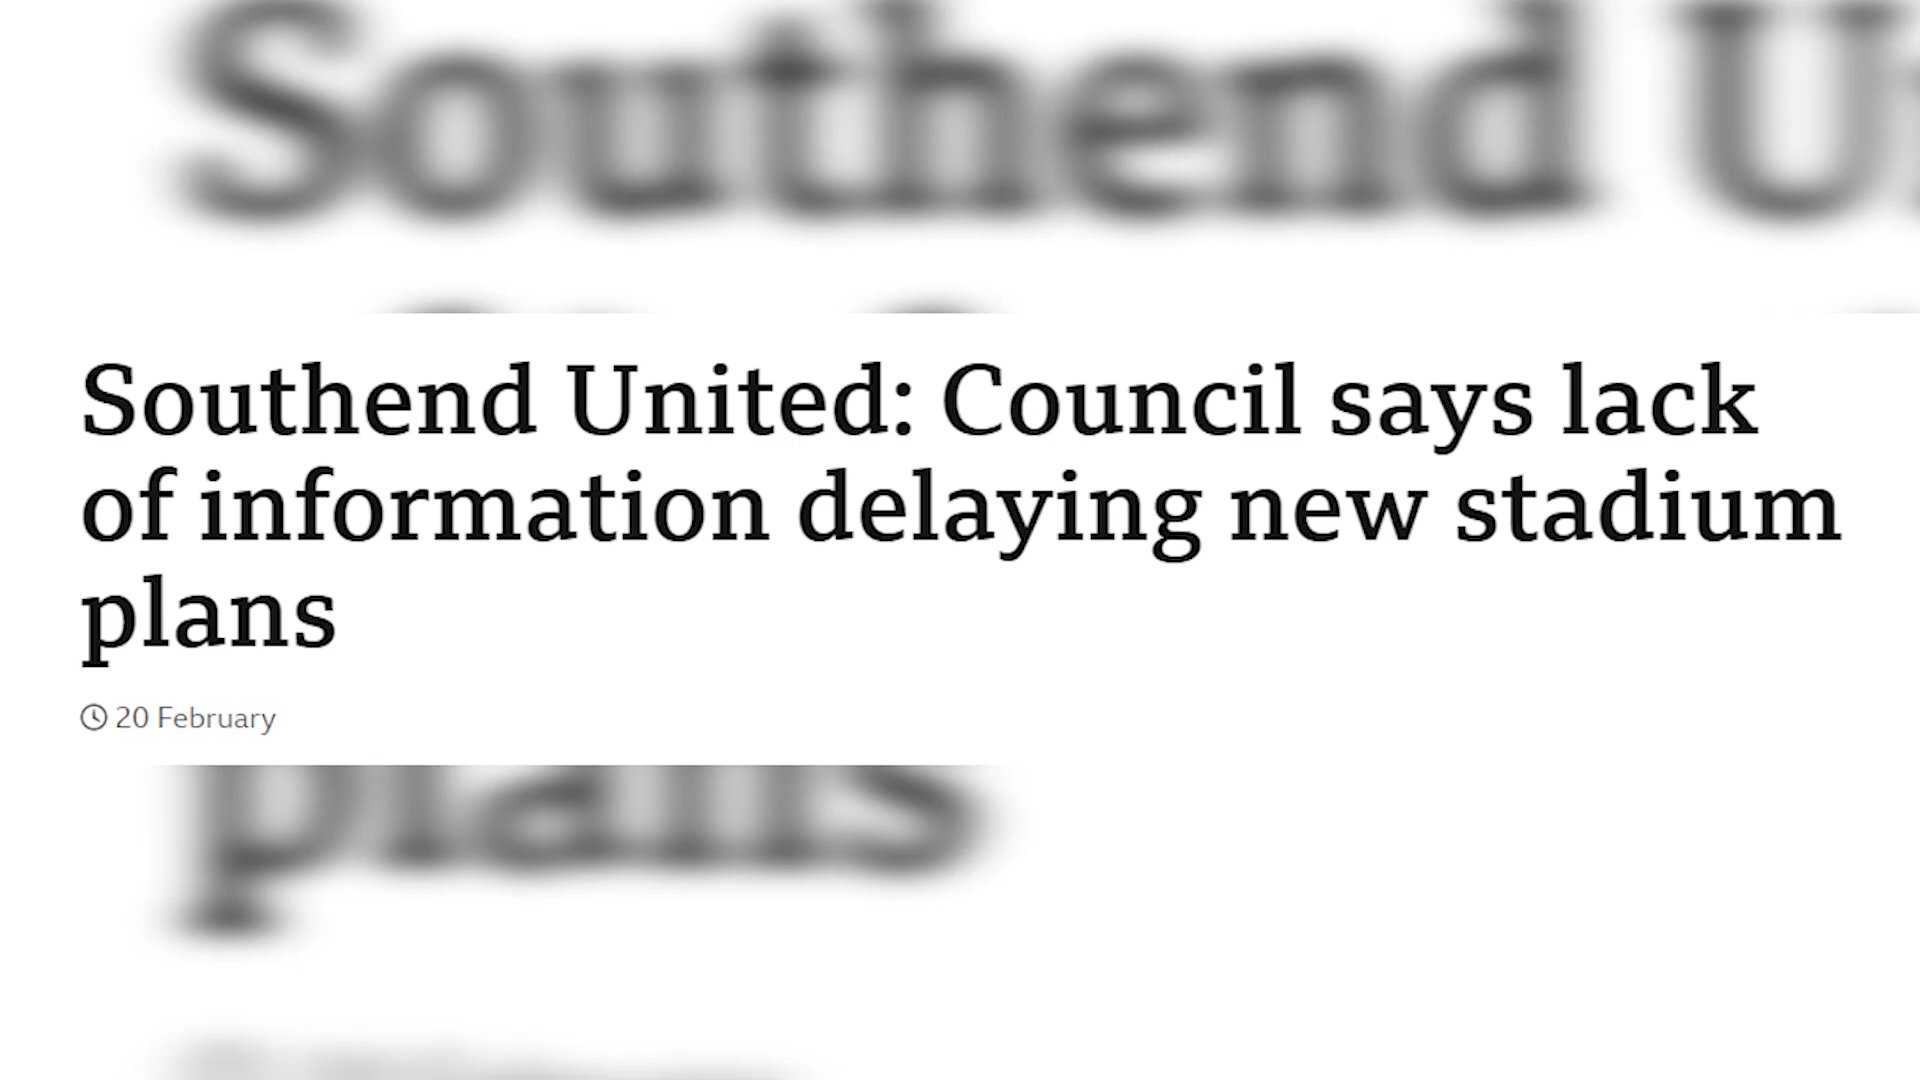 Southend United: Council says lack
of information delaying new stadium
plans
20 February